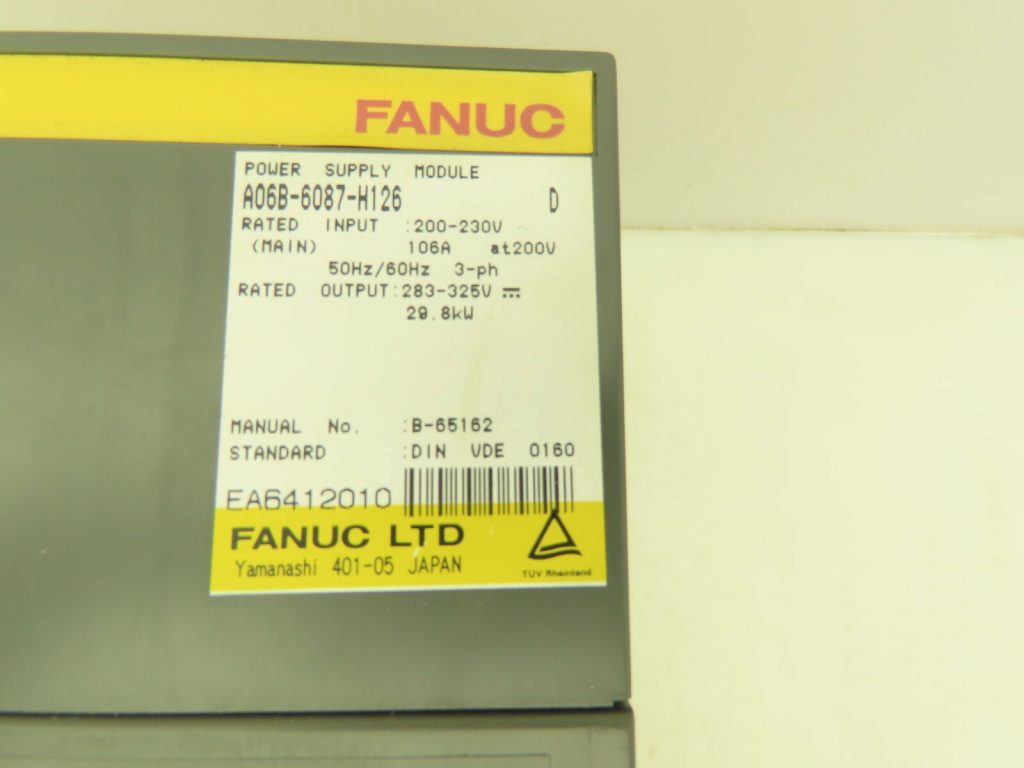 FANUC
POWER SUPPLY MODULE
A06B-6087-H126 D
RATED INPUT :200-230V ~
(MAIN) 106A at200V
50Hz/60Hz 3-ph
RATED OUTPUT:283-325V ⎓
29.8kW
MANUAL No. :B-65162
STANDARD :DIN VDE 0160
EA6412010
FANUC LTD
Yamanashi 401-05 JAPAN
TÜV Rheinland